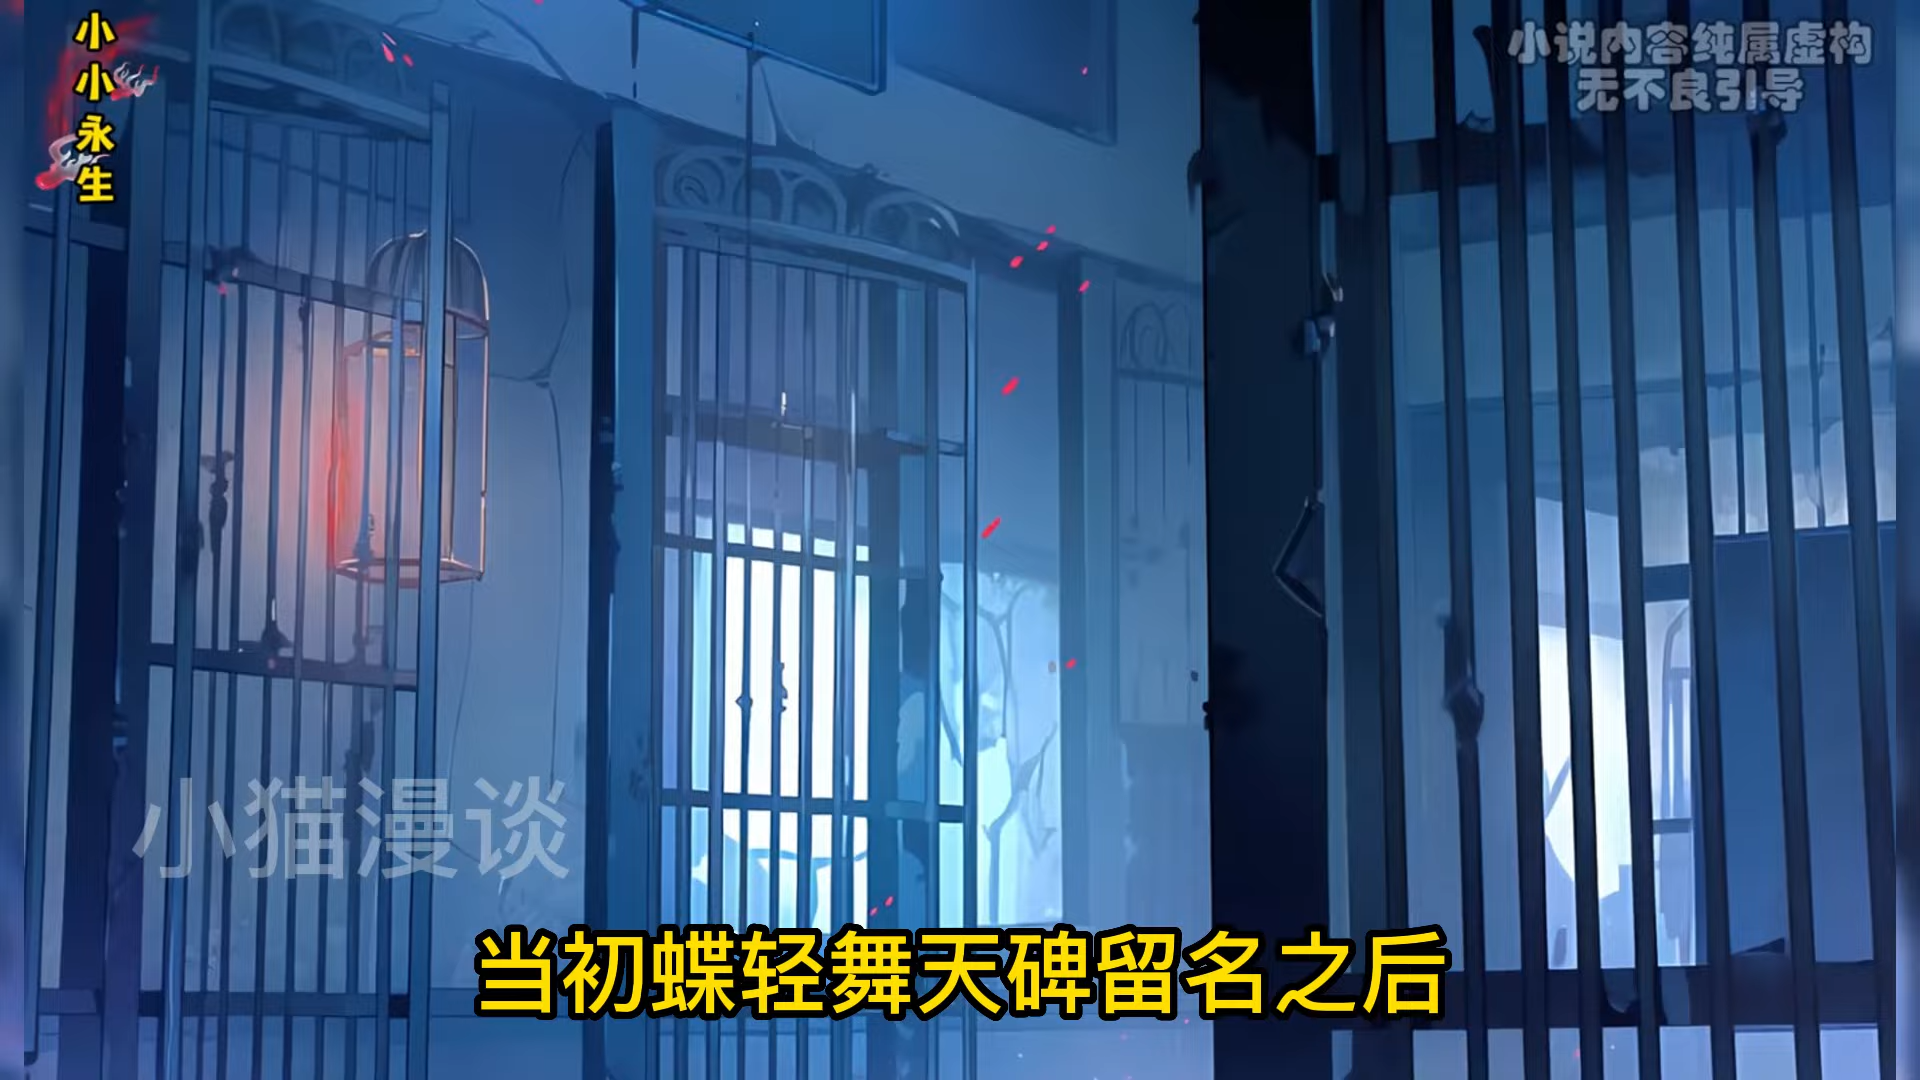 小小永生
小说内容纯属虚构
无不良引导
小猫漫谈
当初蝶轻舞天碑留名之后